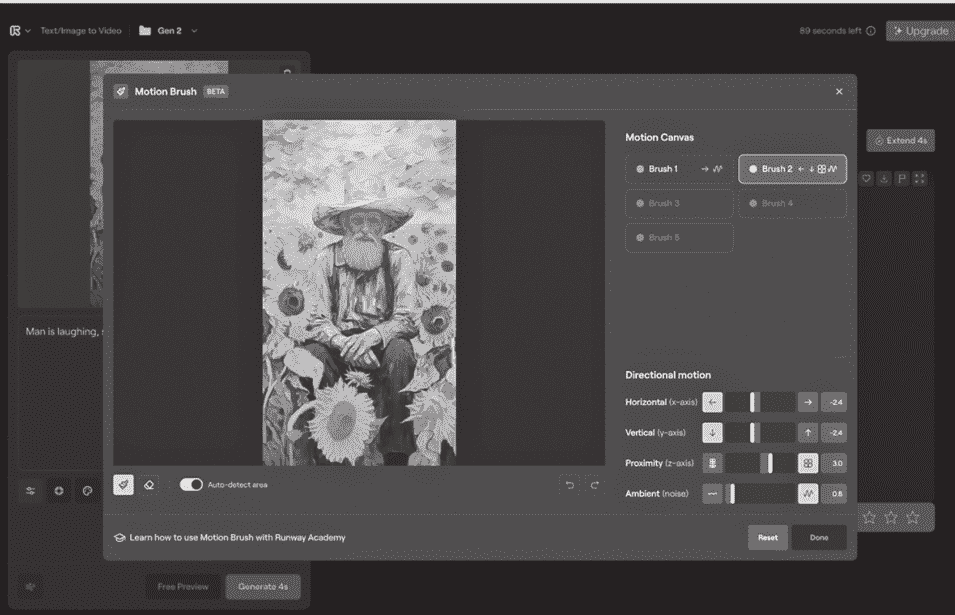 Text/Image to Video
Gen 2
89 seconds left
Upgrade
Motion Brush BETA
Motion Canvas
Extend 4s
Brush 1
Brush 2
Brush 3
Brush 4
Brush 5
Man is laughing,
Directional motion
Horizontal (x-axis) -2.4
Vertical (y-axis) -2.4
Proximity (z-axis) 3.0
Ambient (noise) 0.8
Auto-detect area
Learn how to use Motion Brush with Runway Academy
Reset
Done
Free Preview
Generate 4s